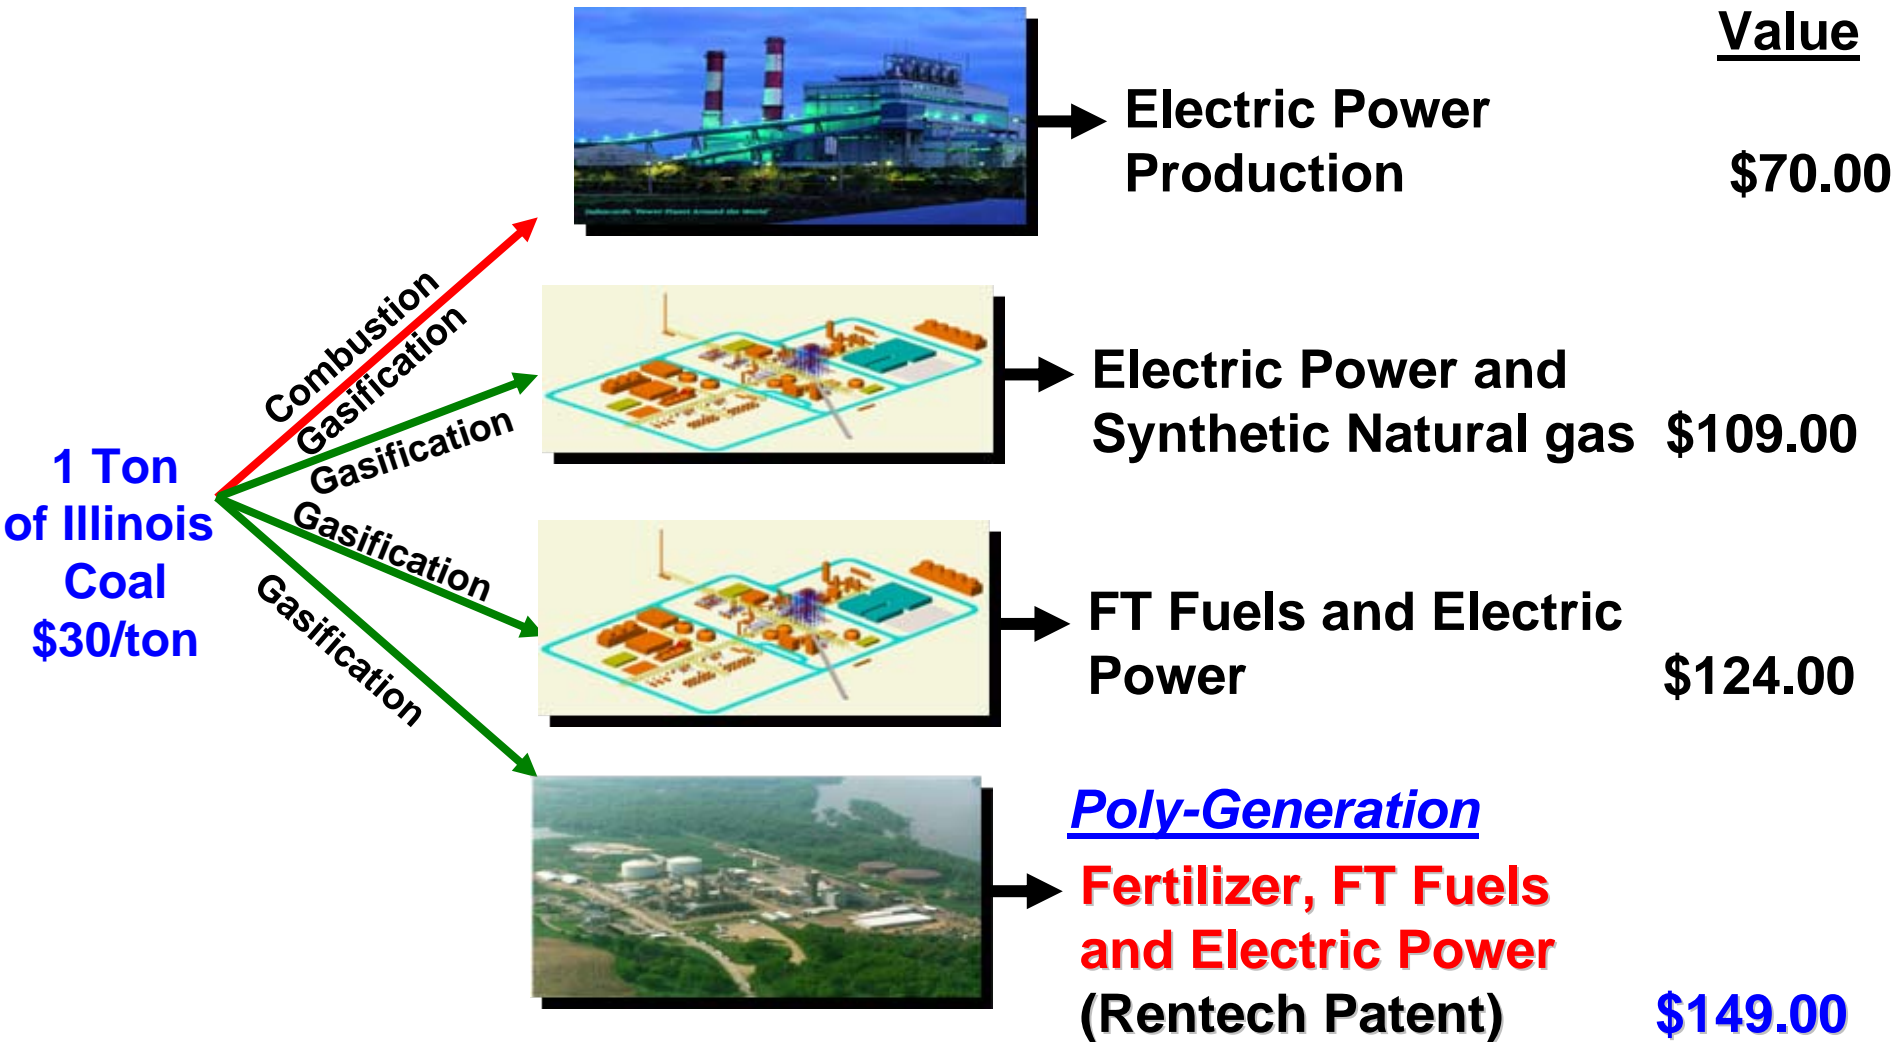 Value
Electric Power
Production $70.00
Combustion
Gasification
Electric Power and
Synthetic Natural gas $109.00
Gasification
1 Ton
of Illinois
Coal
$30/ton
Gasification
FT Fuels and Electric
Power $124.00
Gasification
Poly-Generation
Fertilizer, FT Fuels
and Electric Power
(Rentech Patent) $149.00